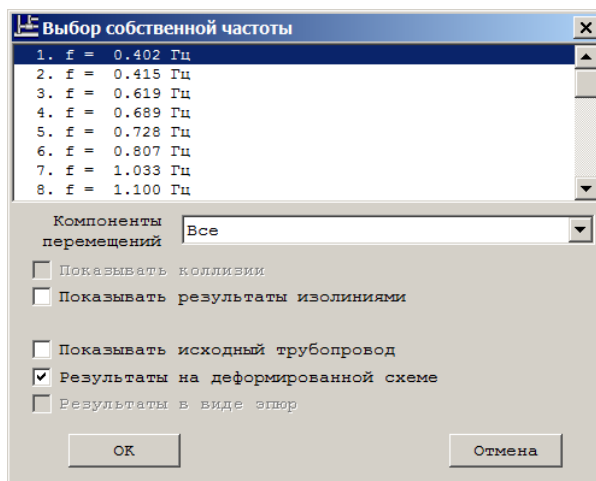 Выбор собственной частоты
1. f = 0.402 Гц
2. f = 0.415 Гц
3. f = 0.619 Гц
4. f = 0.689 Гц
5. f = 0.728 Гц
6. f = 0.807 Гц
7. f = 1.033 Гц
8. f = 1.100 Гц
Компоненты
перемещений
Все
Показывать коллизии
Показывать результаты изолиниями
Показывать исходный трубопровод
Результаты на деформированной схеме
Результаты в виде эпюр
OK
Отмена